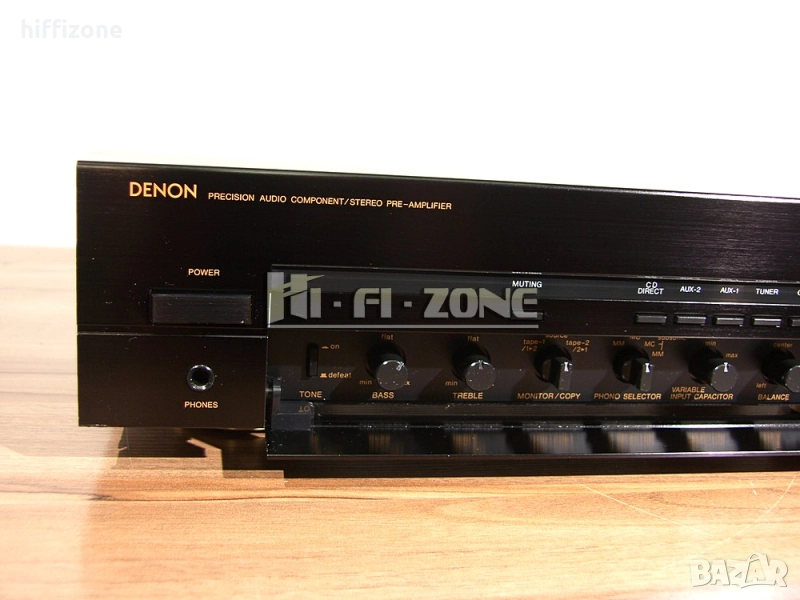 hiffizone
DENON PRECISION AUDIO COMPONENT/STEREO PRE-AMPLIFIER
POWER
MUTING
CD DIRECT AUX-2 AUX-1 TUNER
Hi-Fi-ZONE
on
defeat
TONE
flat
min
BASS
flat
min
TREBLE
tape-1 /1▸2 source tape-2 /2▸1
MONITOR/COPY
MC MC
MM MM
PHONO SELECTOR
min max
VARIABLE INPUT CAPACITOR
center
left
BALANCE
PHONES
BAZAR